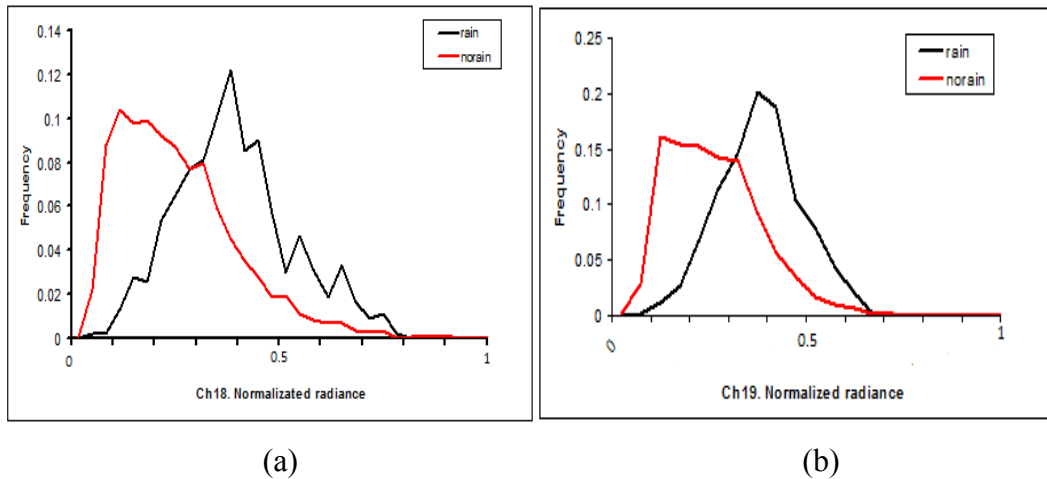 0.14
0.12
0.1
0.08
0.06
0.04
0.02
0
Frequency
rain
norain
0
0.5
1
Ch18. Normalizated radiance
(a)
0.25
0.2
0.15
0.1
0.05
0
Frequency
rain
norain
0
0.5
1
Ch19. Normalized radiance
(b)